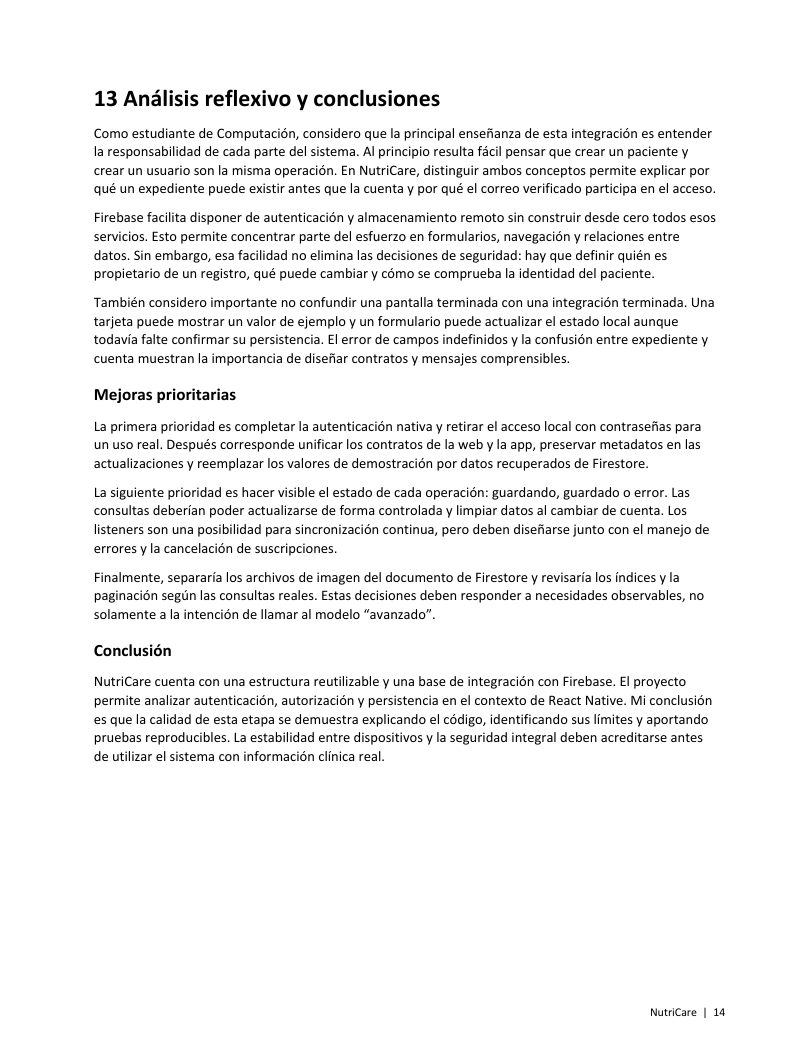 13 Análisis reflexivo y conclusiones
Como estudiante de Computación, considero que la principal enseñanza de esta integración es entender
la responsabilidad de cada parte del sistema. Al principio resulta fácil pensar que crear un paciente y
crear un usuario son la misma operación. En NutriCare, distinguir ambos conceptos permite explicar por
qué un expediente puede existir antes que la cuenta y por qué el correo verificado participa en el acceso.
Firebase facilita disponer de autenticación y almacenamiento remoto sin construir desde cero todos esos
servicios. Esto permite concentrar parte del esfuerzo en formularios, navegación y relaciones entre
datos. Sin embargo, esa facilidad no elimina las decisiones de seguridad: hay que definir quién es
propietario de un registro, qué puede cambiar y cómo se comprueba la identidad del paciente.
También considero importante no confundir una pantalla terminada con una integración terminada. Una
tarjeta puede mostrar un valor de ejemplo y un formulario puede actualizar el estado local aunque
todavía falte confirmar su persistencia. El error de campos indefinidos y la confusión entre expediente y
cuenta muestran la importancia de diseñar contratos y mensajes comprensibles.
Mejoras prioritarias
La primera prioridad es completar la autenticación nativa y retirar el acceso local con contraseñas para
un uso real. Después corresponde unificar los contratos de la web y la app, preservar metadatos en las
actualizaciones y reemplazar los valores de demostración por datos recuperados de Firestore.
La siguiente prioridad es hacer visible el estado de cada operación: guardando, guardado o error. Las
consultas deberían poder actualizarse de forma controlada y limpiar datos al cambiar de cuenta. Los
listeners son una posibilidad para sincronización continua, pero deben diseñarse junto con el manejo de
errores y la cancelación de suscripciones.
Finalmente, separaría los archivos de imagen del documento de Firestore y revisaría los índices y la
paginación según las consultas reales. Estas decisiones deben responder a necesidades observables, no
solamente a la intención de llamar al modelo “avanzado”.
Conclusión
NutriCare cuenta con una estructura reutilizable y una base de integración con Firebase. El proyecto
permite analizar autenticación, autorización y persistencia en el contexto de React Native. Mi conclusión
es que la calidad de esta etapa se demuestra explicando el código, identificando sus límites y aportando
pruebas reproducibles. La estabilidad entre dispositivos y la seguridad integral deben acreditarse antes
de utilizar el sistema con información clínica real.
NutriCare | 14